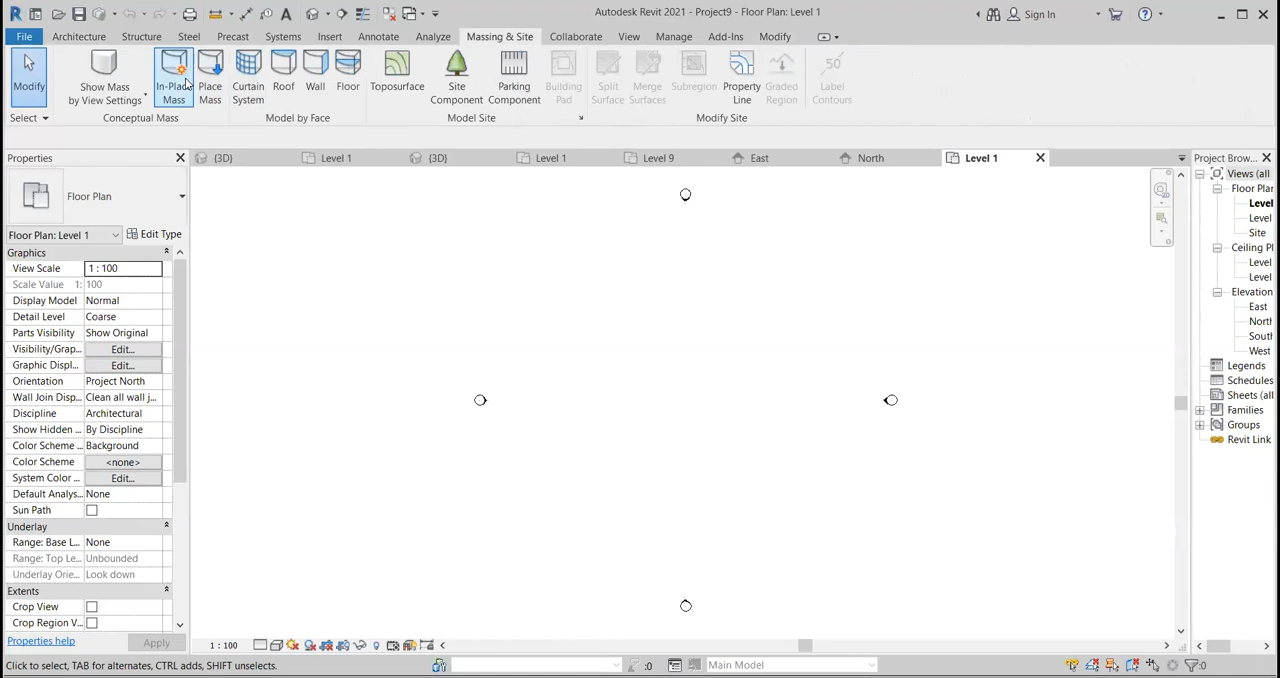 Autodesk Revit 2021 - Project9 - Floor Plan: Level 1
Sign In
File Architecture Structure Steel Precast Systems Insert Annotate Analyze Massing & Site Collaborate View Manage Add-Ins Modify
Modify
Show Mass
by View Settings
In-Place
Mass
Place
Mass
Curtain
System
Roof
Wall
Floor
Toposurface
Site
Component
Parking
Component
Building
Pad
Split
Surface
Merge
Surfaces
Subregion
Property
Line
Graded
Region
50
Label
Contours
Select
Conceptual Mass
Model by Face
Model Site
Modify Site
Properties
{3D} Level 1 {3D} Level 1 Level 9 East North Level 1
Floor Plan
Floor Plan: Level 1
Edit Type
Graphics
View Scale 1 : 100
Scale Value 1: 100
Display Model Normal
Detail Level Coarse
Parts Visibility Show Original
Visibility/Grap... Edit...
Graphic Displ... Edit...
Orientation Project North
Wall Join Disp... Clean all wall j...
Discipline Architectural
Show Hidden ... By Discipline
Color Scheme ... Background
Color Scheme <none>
System Color ... Edit...
Default Analys... None
Sun Path
Underlay
Range: Base L... None
Range: Top Le... Unbounded
Underlay Orie... Look down
Extents
Crop View
Crop Region V...
Properties help
Apply
Project Brow...
Views (all
Floor Plan
Level
Level
Site
Ceiling Pl
Level
Level
Elevation
East
North
South
West
Legends
Schedules
Sheets (all
Families
Groups
Revit Link
1 : 100
Click to select, TAB for alternates, CTRL adds, SHIFT unselects.
:0
Main Model
:0